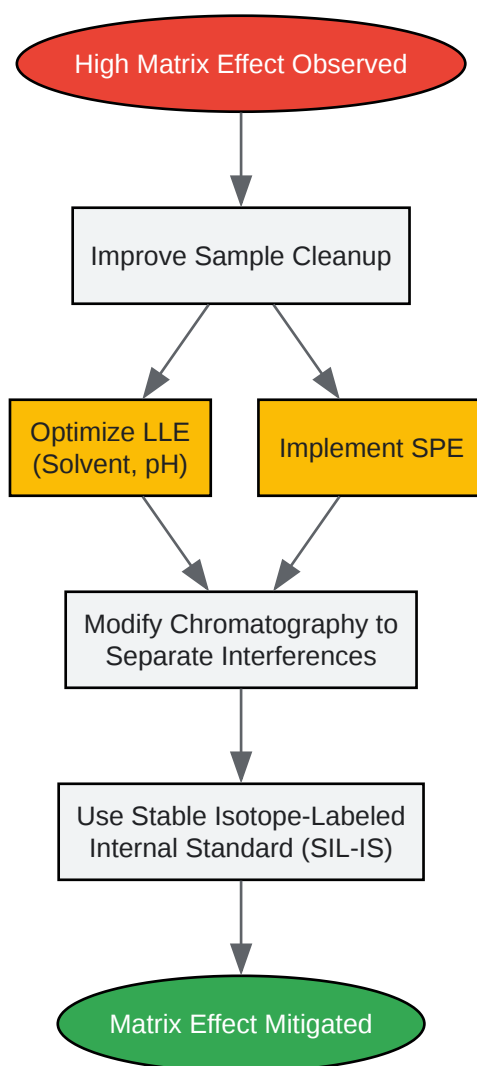 High Matrix Effect Observed
Improve Sample Cleanup
Optimize LLE
(Solvent, pH)
Implement SPE
Modify Chromatography to
Separate Interferences
Use Stable Isotope-Labeled
Internal Standard (SIL-IS)
Matrix Effect Mitigated